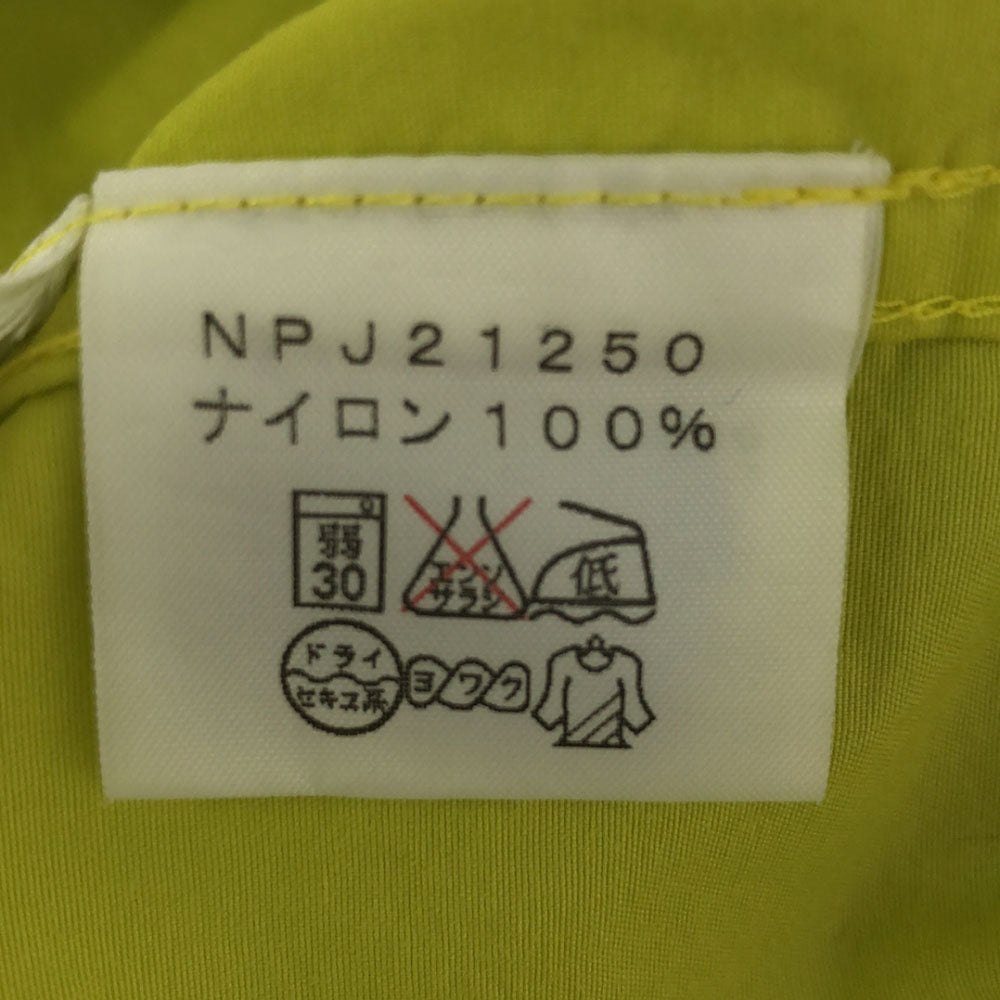 NPJ21250
ナイロン100%
弱
30
エンソ
サラシ
低
ドライ
セキユ系
ヨワク